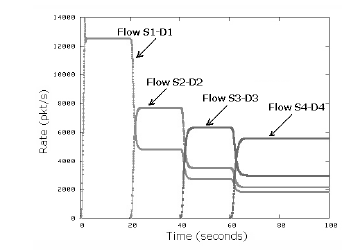 14000
12000
10000
8000
6000
4000
2000
0
Rate (pkt/s)
Flow S1-D1
Flow S2-D2
Flow S3-D3
Flow S4-D4
0 20 40 60 80 100
Time (seconds)